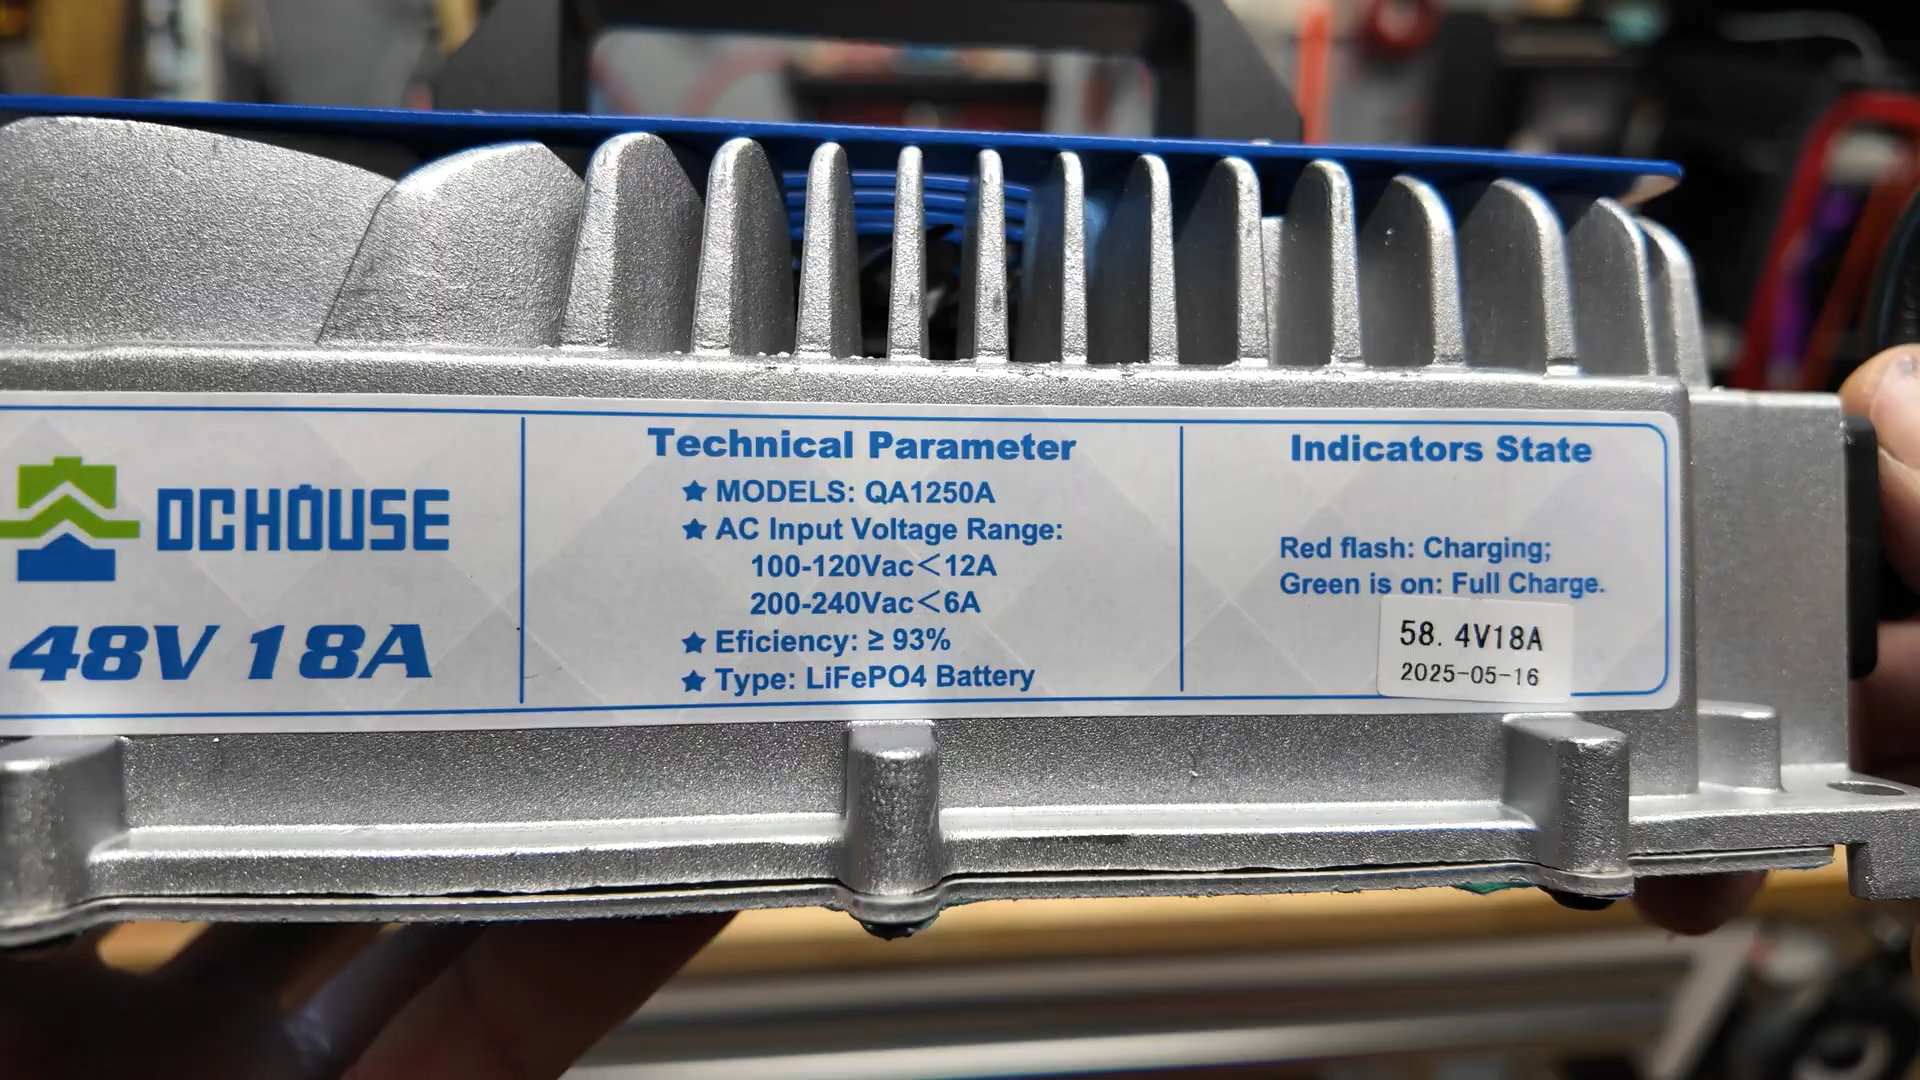 DCHOUSE
48V 18A
Technical Parameter
★ MODELS: QA1250A
★ AC Input Voltage Range:
100-120Vac<12A
200-240Vac<6A
★ Eficiency: ≥ 93%
★ Type: LiFePO4 Battery
Indicators State
Red flash: Charging;
Green is on: Full Charge.
58. 4V18A
2025-05-16